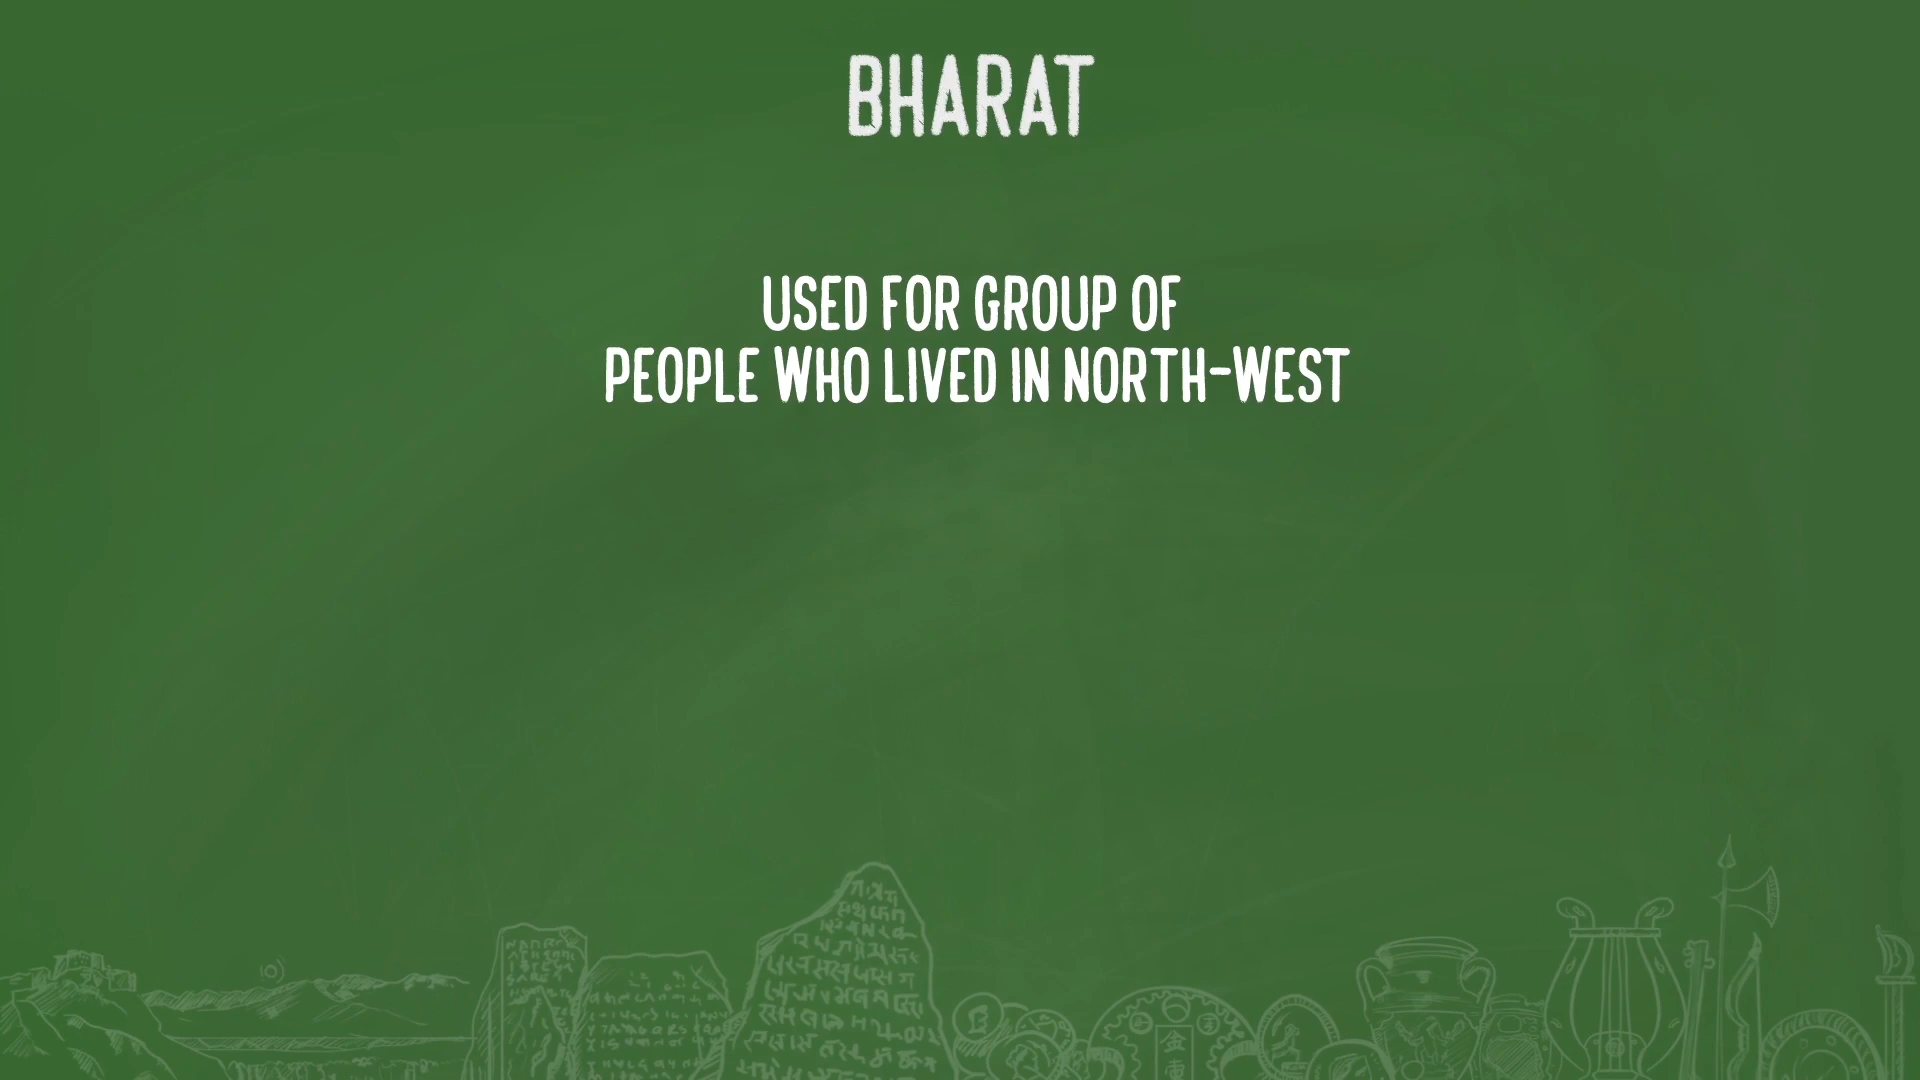 BHARAT
USED FOR GROUP OF
PEOPLE WHO LIVED IN NORTH-WEST